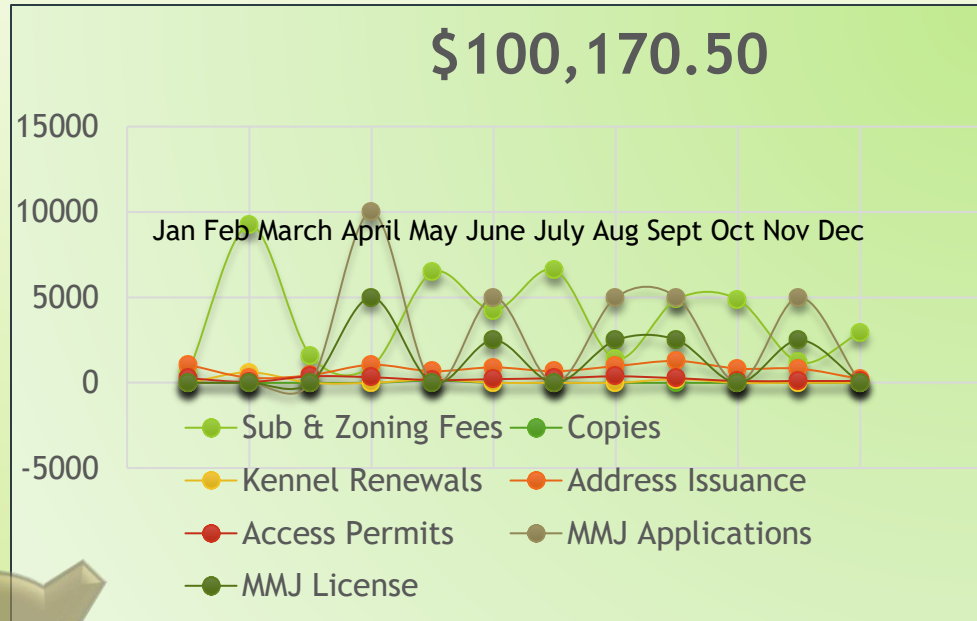 $100,170.50
15000
10000
Jan Feb March April May June July Aug Sept Oct Nov Dec
5000
0
Sub & Zoning Fees Copies
-5000
Kennel Renewals Address Issuance
Access Permits MMJ Applications
MMJ License